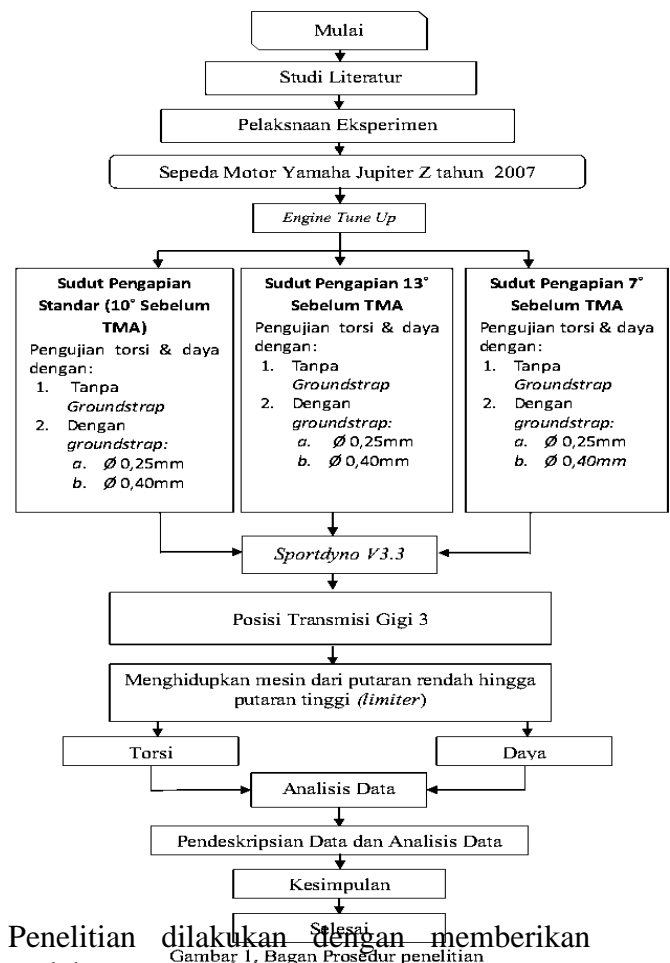 Mulai
Studi Literatur
Pelaksnaan Eksperimen
Sepeda Motor Yamaha Jupiter Z tahun 2007
Engine Tune Up
Sudut Pengapian
Standar (10° Sebelum
TMA)
Pengujian torsi & daya
dengan:
1. Tanpa
Groundstrap
2. Dengan
groundstrap:
a. Ø 0,25mm
b. Ø 0,40mm
Sudut Pengapian 13°
Sebelum TMA
Pengujian torsi & daya
dengan:
1. Tanpa
Groundstrap
2. Dengan
groundstrap:
a. Ø 0,25mm
b. Ø 0,40mm
Sudut Pengapian 7°
Sebelum TMA
Pengujian torsi & daya
dengan:
1. Tanpa
Groundstrap
2. Dengan
groundstrap:
a. Ø 0,25mm
b. Ø 0,40mm
Sportdyno V3.3
Posisi Transmisi Gigi 3
Menghidupkan mesin dari putaran rendah hingga
putaran tinggi (limiter)
Torsi
Daya
Analisis Data
Pendeskripsian Data dan Analisis Data
Kesimpulan
Selesai
Penelitian dilakukan dengan memberikan
Gambar 1, Bagan Prosedur penelitian